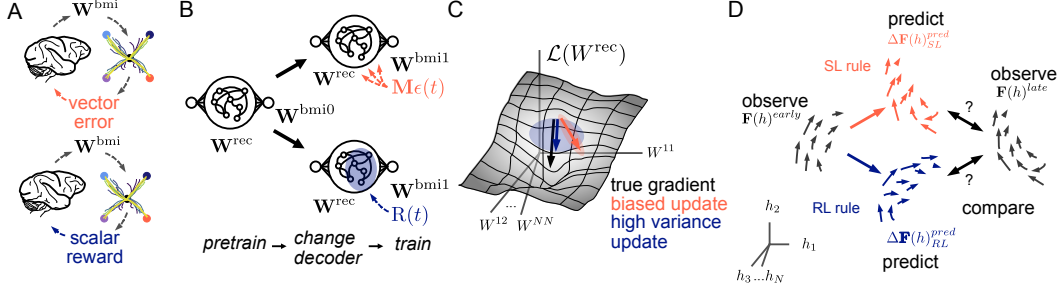 A
W^bmi
vector
error
W^bmi
scalar
reward
B
W^rec
W^bmi0
W^rec
W^bmi1
Mϵ(t)
W^rec
W^bmi1
R(t)
pretrain
change
decoder
train
C
ℒ(W^rec)
W^11
W^12
...
W^NN
true gradient
biased update
high variance
update
D
predict
ΔF(h)^pred_SL
SL rule
observe
F(h)^early
observe
F(h)^late
?
?
compare
RL rule
ΔF(h)^pred_RL
predict
h_2
h_1
h_3 ...h_N